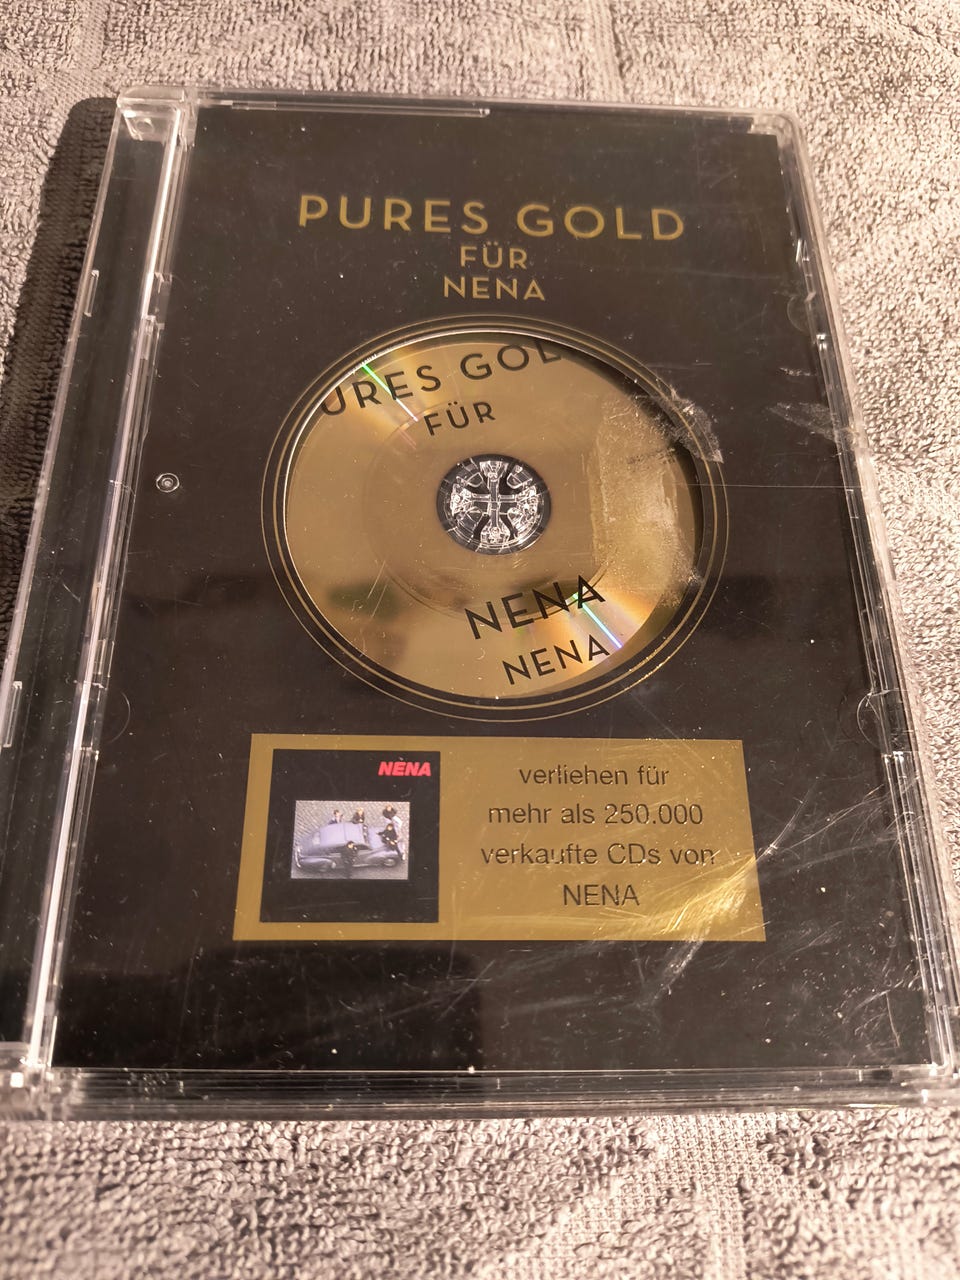 PURES GOLD
FÜR
NENA
URES GOL
FÜR
NENA
NENA
NENA
verliehen für
mehr als 250.000
verkaufte CDs von
NENA